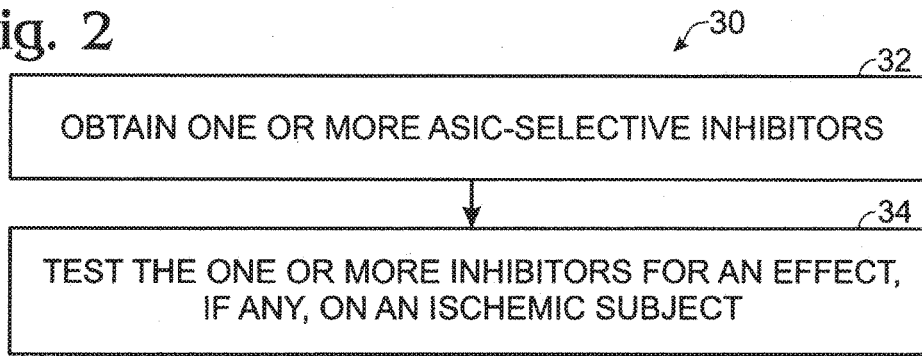 ig. 2
30
32
OBTAIN ONE OR MORE ASIC-SELECTIVE INHIBITORS
34
TEST THE ONE OR MORE INHIBITORS FOR AN EFFECT,
IF ANY, ON AN ISCHEMIC SUBJECT